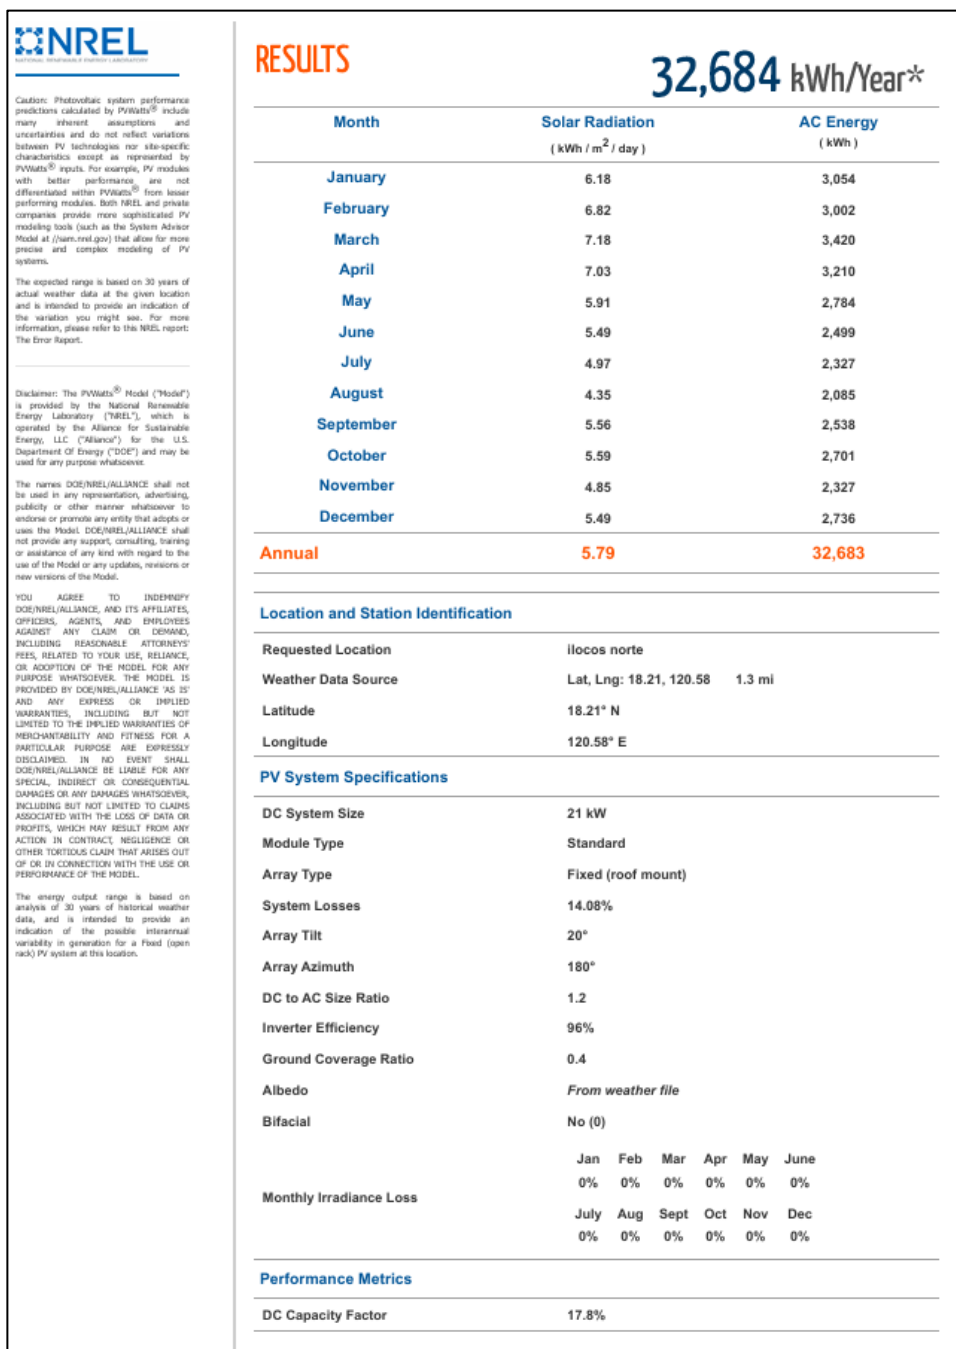 NREL
NATIONAL RENEWABLE ENERGY LABORATORY
Caution: Photovoltaic system performance
predictions calculated by PVWatts® include
many inherent assumptions and
uncertainties and do not reflect variations
between PV technologies nor site-specific
characteristics except as represented by
PVWatts® inputs. For example, PV modules
with better performance are not
differentiated within PVWatts® from lesser
performing modules. Both NREL and private
companies provide more sophisticated PV
modeling tools (such as the System Advisor
Model at //sam.nrel.gov) that allow for more
precise and complex modeling of PV
systems.
The expected range is based on 30 years of
actual weather data at the given location
and is intended to provide an indication of
the variation you might see. For more
information, please refer to this NREL report:
The Error Report.
Disclaimer: The PVWatts® Model ("Model")
is provided by the National Renewable
Energy Laboratory ("NREL"), which is
operated by the Alliance for Sustainable
Energy, LLC ("Alliance") for the U.S.
Department Of Energy ("DOE") and may be
used for any purpose whatsoever.
The names DOE/NREL/ALLIANCE shall not
be used in any representation, advertising,
publicity or other manner whatsoever to
endorse or promote any entity that adopts or
uses the Model. DOE/NREL/ALLIANCE shall
not provide any support, consulting, training
or assistance of any kind with regard to the
use of the Model or any updates, revisions or
new versions of the Model.
YOU AGREE TO INDEMNIFY
DOE/NREL/ALLIANCE, AND ITS AFFILIATES,
OFFICERS, AGENTS, AND EMPLOYEES
AGAINST ANY CLAIM OR DEMAND,
INCLUDING REASONABLE ATTORNEYS'
FEES, RELATED TO YOUR USE, RELIANCE,
OR ADOPTION OF THE MODEL FOR ANY
PURPOSE WHATSOEVER. THE MODEL IS
PROVIDED BY DOE/NREL/ALLIANCE 'AS IS'
AND ANY EXPRESS OR IMPLIED
WARRANTIES, INCLUDING BUT NOT
LIMITED TO THE IMPLIED WARRANTIES OF
MERCHANTABILITY AND FITNESS FOR A
PARTICULAR PURPOSE ARE EXPRESSLY
DISCLAIMED. IN NO EVENT SHALL
DOE/NREL/ALLIANCE BE LIABLE FOR ANY
SPECIAL, INDIRECT OR CONSEQUENTIAL
DAMAGES OR ANY DAMAGES WHATSOEVER,
INCLUDING BUT NOT LIMITED TO CLAIMS
ASSOCIATED WITH THE LOSS OF DATA OR
PROFITS, WHICH MAY RESULT FROM ANY
ACTION IN CONTRACT, NEGLIGENCE OR
OTHER TORTIOUS CLAIM THAT ARISES OUT
OF OR IN CONNECTION WITH THE USE OR
PERFORMANCE OF THE MODEL.
The energy output range is based on
analysis of 30 years of historical weather
data, and is intended to provide an
indication of the possible interannual
variability in generation for a Fixed (open
rack) PV system at this location.
RESULTS
32,684 kWh/Year*
Month Solar Radiation AC Energy
( kWh / m2 / day ) ( kWh )
January 6.18 3,054
February 6.82 3,002
March 7.18 3,420
April 7.03 3,210
May 5.91 2,784
June 5.49 2,499
July 4.97 2,327
August 4.35 2,085
September 5.56 2,538
October 5.59 2,701
November 4.85 2,327
December 5.49 2,736
Annual 5.79 32,683
Location and Station Identification
Requested Location ilocos norte
Weather Data Source Lat, Lng: 18.21, 120.58 1.3 mi
Latitude 18.21° N
Longitude 120.58° E
PV System Specifications
DC System Size 21 kW
Module Type Standard
Array Type Fixed (roof mount)
System Losses 14.08%
Array Tilt 20°
Array Azimuth 180°
DC to AC Size Ratio 1.2
Inverter Efficiency 96%
Ground Coverage Ratio 0.4
Albedo From weather file
Bifacial No (0)
Jan Feb Mar Apr May June
0% 0% 0% 0% 0% 0%
Monthly Irradiance Loss
July Aug Sept Oct Nov Dec
0% 0% 0% 0% 0% 0%
Performance Metrics
DC Capacity Factor 17.8%